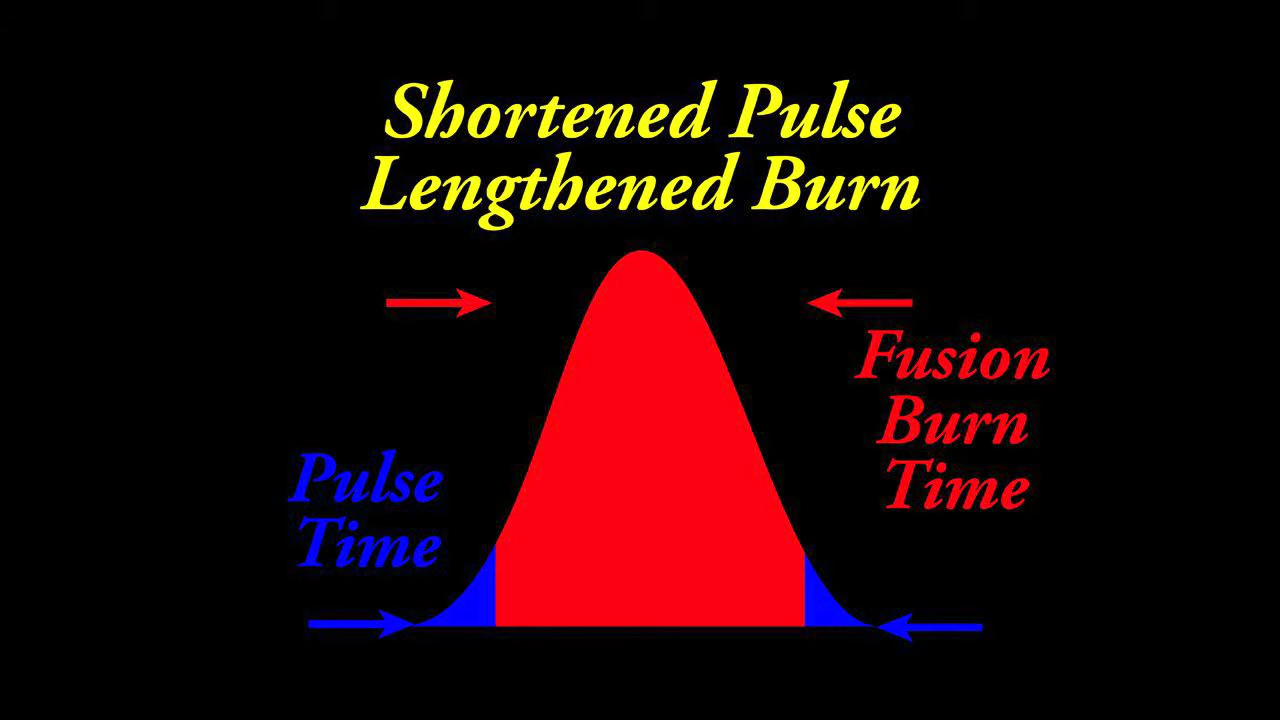 Shortened Pulse
Lengthened Burn
Fusion
Burn
Time
Pulse
Time